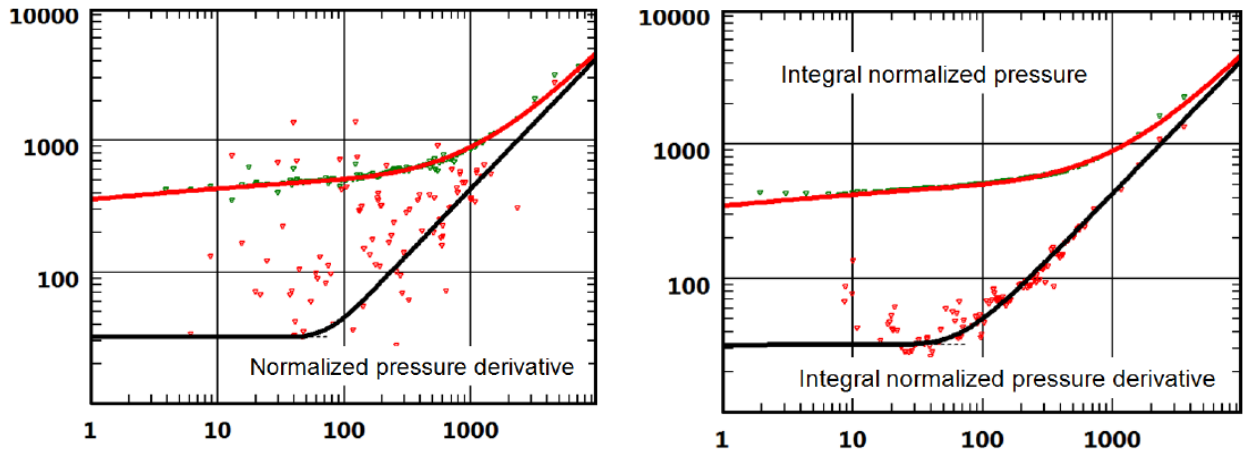 10000
1000
100
Normalized pressure derivative
1 10 100 1000
10000
Integral normalized pressure
1000
100
Integral normalized pressure derivative
1 10 100 1000